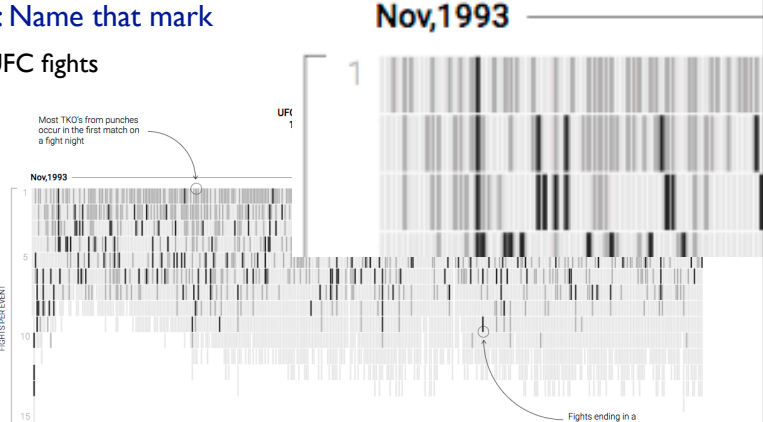 : Name that mark
UFC fights
Nov,1993
1
Most TKO's from punches
occur in the first match on
a fight night
UFC
1
Nov,1993
1
5
FIGHTS PER EVENT
10
15
Fights ending in a